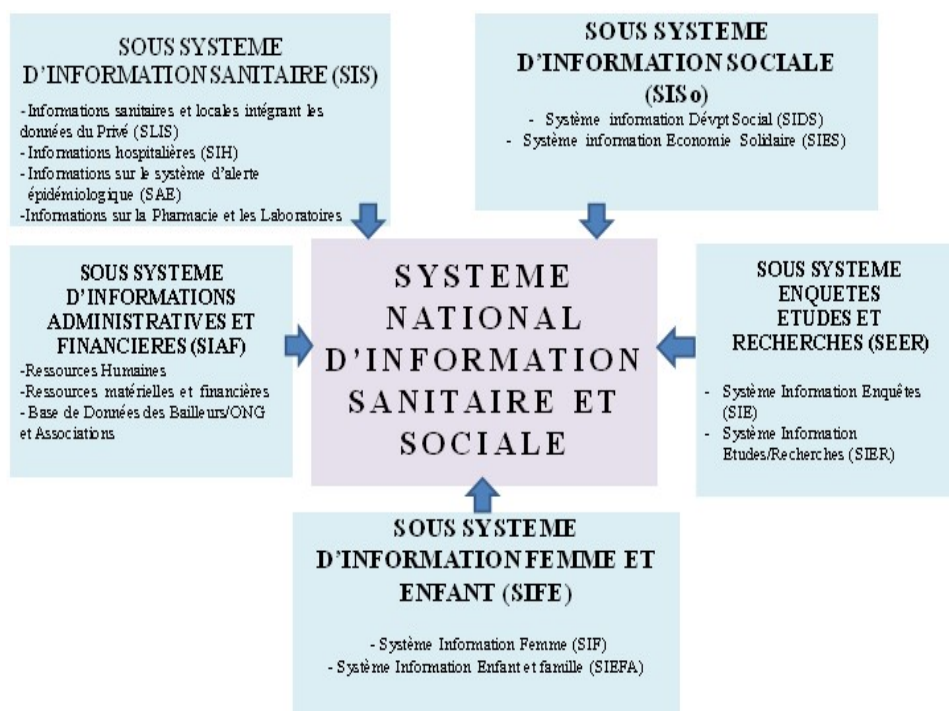 SOUS SYSTEME
D'INFORMATION SANITAIRE (SIS)
-Informations sanitaires et locales intégrant les
données du Privé (SLIS)
-Informations hospitalières (SIH)
-Informations sur le système d'alerte
épidémiologique (SAE)
-Informations sur la Pharmacie et les Laboratoires
SOUS SYSTEME
D'INFORMATION SOCIALE
(SISo)
- Système information Dévpt Social (SIDS)
- Système information Economie Solidaire (SIES)
SOUS SYSTEME
D'INFORMATIONS
ADMINISTRATIVES ET
FINANCIERES (SIAF)
-Ressources Humaines
-Ressources matérielles et financières
- Base de Données des Bailleurs/ONG
et Associations
SYSTEME
NATIONAL
D'INFORMATION
SANITAIRE ET
SOCIALE
SOUS SYSTEME
ENQUETES
ETUDES ET
RECHERCHES (SEER)
- Système Information Enquêtes
(SIE)
- Système Information
Etudes/Recherches (SIER)
SOUS SYSTEME
D'INFORMATION FEMME ET
ENFANT (SIFE)
- Système Information Femme (SIF)
- Système Information Enfant et famille (SIEFA)